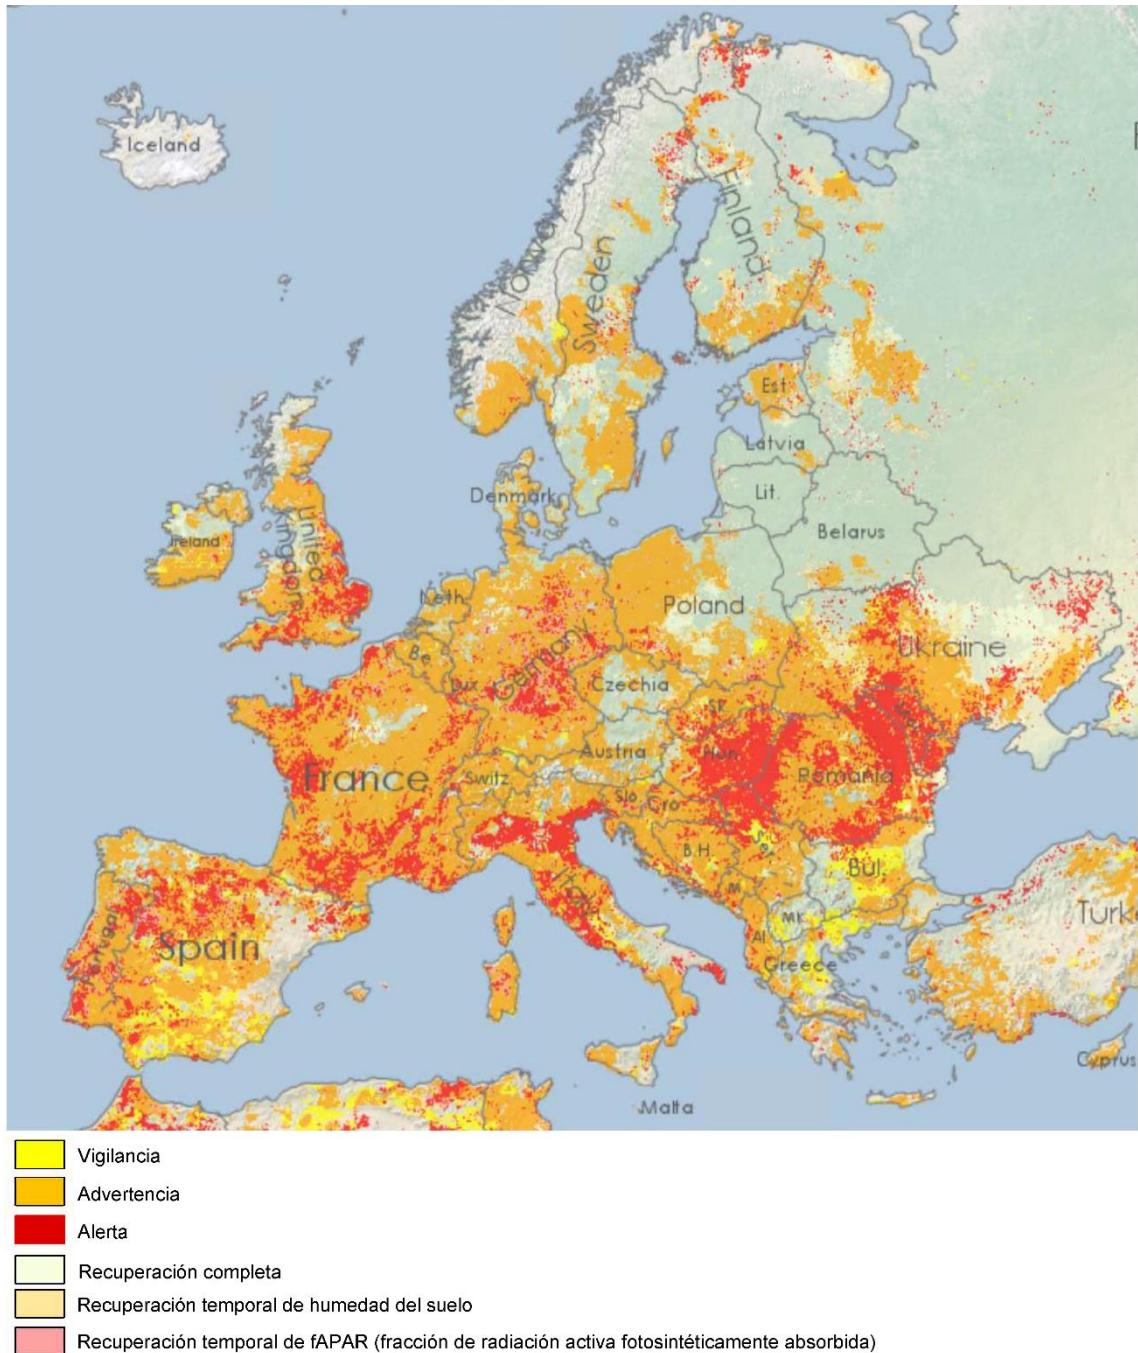 Iceland
Norway
Sweden
Finland
Est.
Latvia
Lit.
Denmark
Belarus
Ireland
United
Kingdom
Neth.
Poland
Be
Germany
Lux.
Ukraine
Czechia
SK
Mol.
Austria
Hun.
France
Switz
Romania
Slo.
Cro.
Ser.
B.H.
Bul.
Italy
M.
Portugal
Spain
MK
Turk
Al.
Greece
Cyprus
Malta
Vigilancia
Advertencia
Alerta
Recuperación completa
Recuperación temporal de humedad del suelo
Recuperación temporal de fAPAR (fracción de radiación activa fotosintéticamente absorbida)